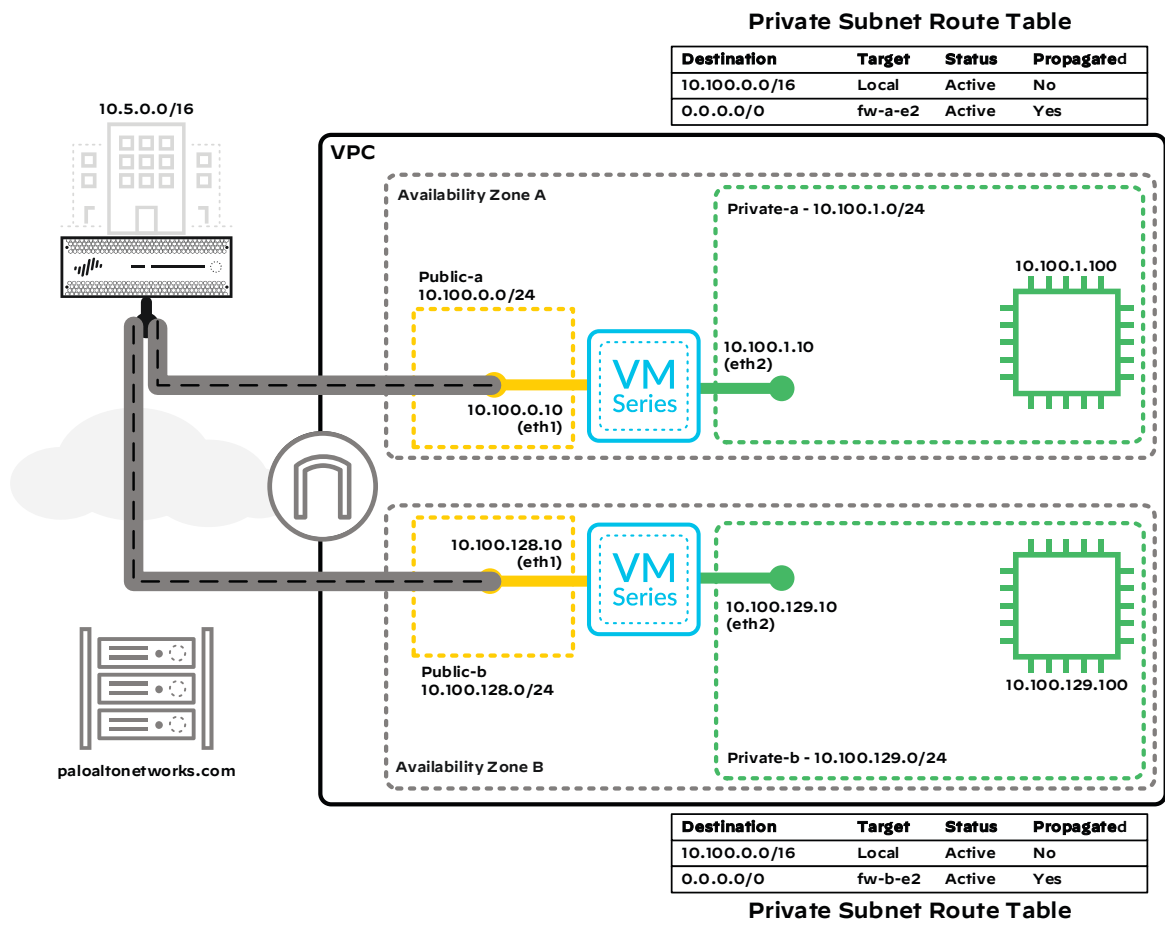 Private Subnet Route Table
Destination Target Status Propagated
10.100.0.0/16 Local Active No
0.0.0.0/0 fw-a-e2 Active Yes
10.5.0.0/16
VPC
Availability Zone A
Private-a - 10.100.1.0/24
Public-a
10.100.0.0/24
10.100.1.100
VM
Series
10.100.1.10
(eth2)
10.100.0.10
(eth1)
10.100.128.10
(eth1)
VM
Series
10.100.129.10
(eth2)
Public-b
10.100.128.0/24
10.100.129.100
Private-b - 10.100.129.0/24
Availability Zone B
paloaltonetworks.com
Destination Target Status Propagated
10.100.0.0/16 Local Active No
0.0.0.0/0 fw-b-e2 Active Yes
Private Subnet Route Table